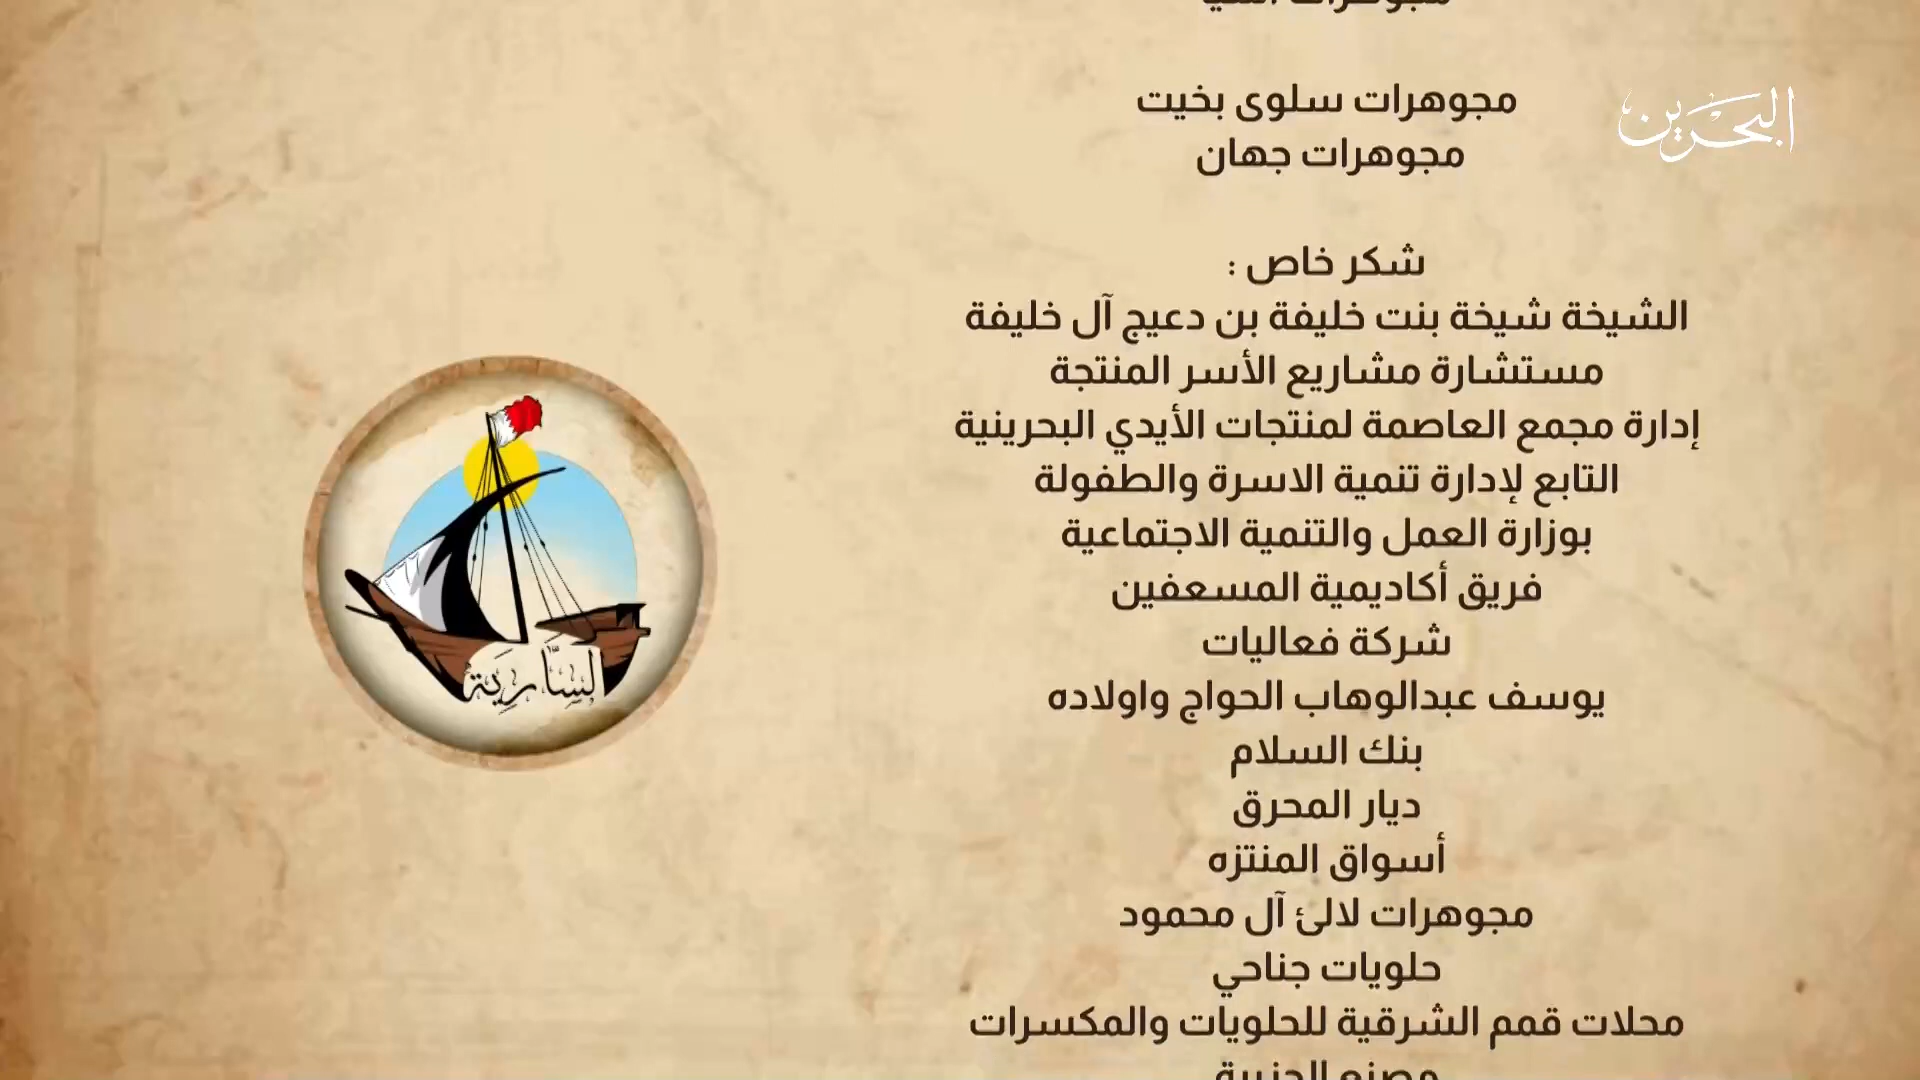 البحرين
مجوهرات
مجوهرات سلوى بخيت
مجوهرات جهان
شكر خاص :
الشيخة شيخة بنت خليفة بن دعيج آل خليفة
مستشارة مشاريع الأسر المنتجة
إدارة مجمع العاصمة لمنتجات الأيدي البحرينية
التابع لإدارة تنمية الاسرة والطفولة
بوزارة العمل والتنمية الاجتماعية
فريق أكاديمية المسعفين
شركة فعاليات
يوسف عبدالوهاب الحواج واولاده
بنك السلام
ديار المحرق
أسواق المنتزه
مجوهرات لالئ آل محمود
حلويات جناحي
محلات قمم الشرقية للحلويات والمكسرات
السَّارِيَة